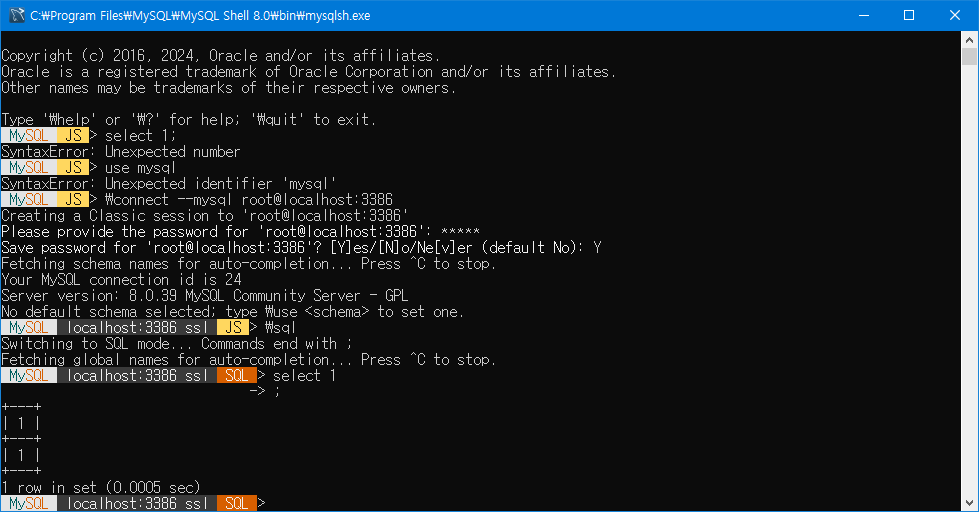 C:₩Program Files₩MySQL₩MySQL Shell 8.0₩bin₩mysqlsh.exe
Copyright (c) 2016, 2024, Oracle and/or its affiliates.
Oracle is a registered trademark of Oracle Corporation and/or its affiliates.
Other names may be trademarks of their respective owners.
Type '₩help' or '₩?' for help; '₩quit' to exit.
MySQL JS > select 1;
SyntaxError: Unexpected number
MySQL JS > use mysql
SyntaxError: Unexpected identifier 'mysql'
MySQL JS > ₩connect --mysql root@localhost:3386
Creating a Classic session to 'root@localhost:3386'
Please provide the password for 'root@localhost:3386': *****
Save password for 'root@localhost:3386'? [Y]es/[N]o/Ne[v]er (default No): Y
Fetching schema names for auto-completion... Press ^C to stop.
Your MySQL connection id is 24
Server version: 8.0.39 MySQL Community Server - GPL
No default schema selected; type ₩use <schema> to set one.
MySQL localhost:3386 ssl JS > ₩sql
Switching to SQL mode... Commands end with ;
Fetching global names for auto-completion... Press ^C to stop.
MySQL localhost:3386 ssl SQL > select 1
-> ;
+---+
| 1 |
+---+
| 1 |
+---+
1 row in set (0.0005 sec)
MySQL localhost:3386 ssl SQL >